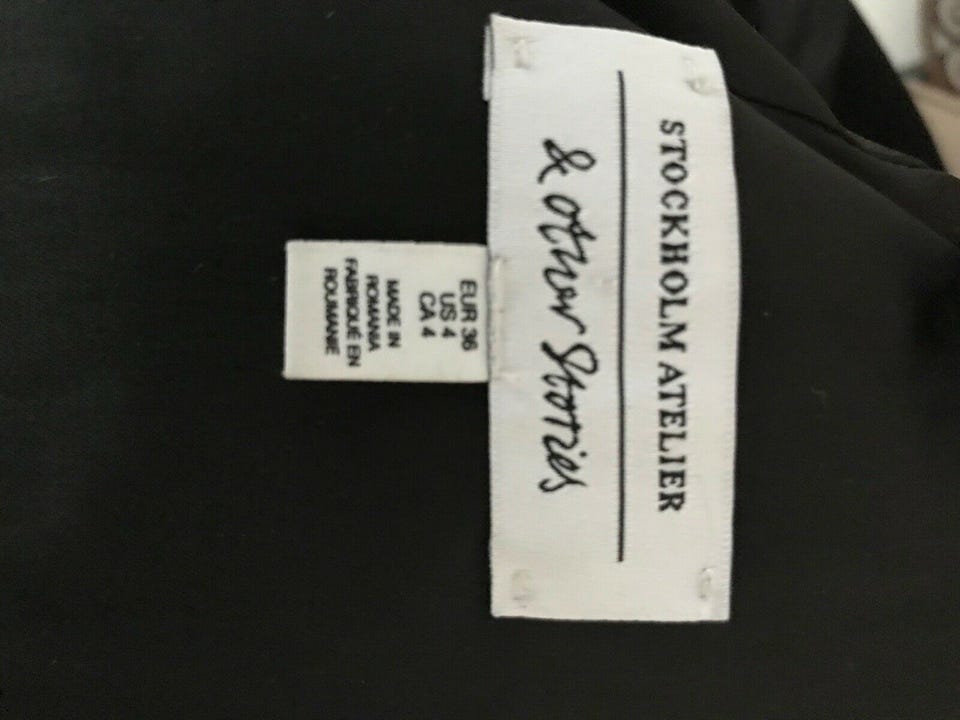 STOCKHOLM ATELIER
& other Stories
EUR 36
US 4
CA 4
MADE IN
ROMANIA
FABRIQUÉ EN
ROUMANIE